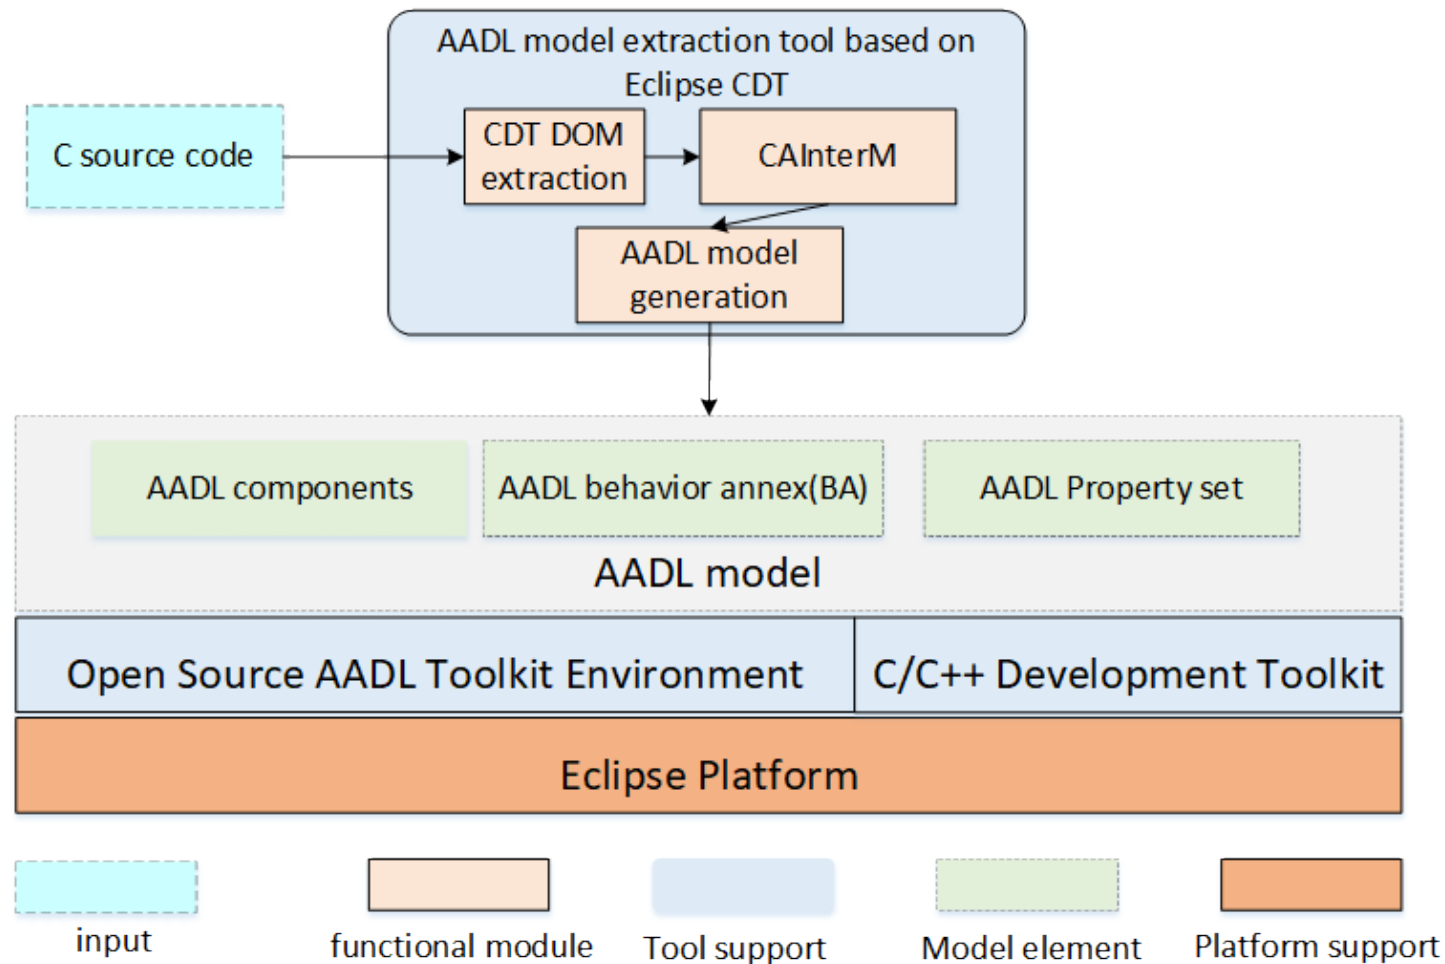 AADL model extraction tool based on
Eclipse CDT
C source code
CDT DOM
extraction
CAInterM
AADL model
generation
AADL components
AADL behavior annex(BA)
AADL Property set
AADL model
Open Source AADL Toolkit Environment
C/C++ Development Toolkit
Eclipse Platform
input
functional module
Tool support
Model element
Platform support